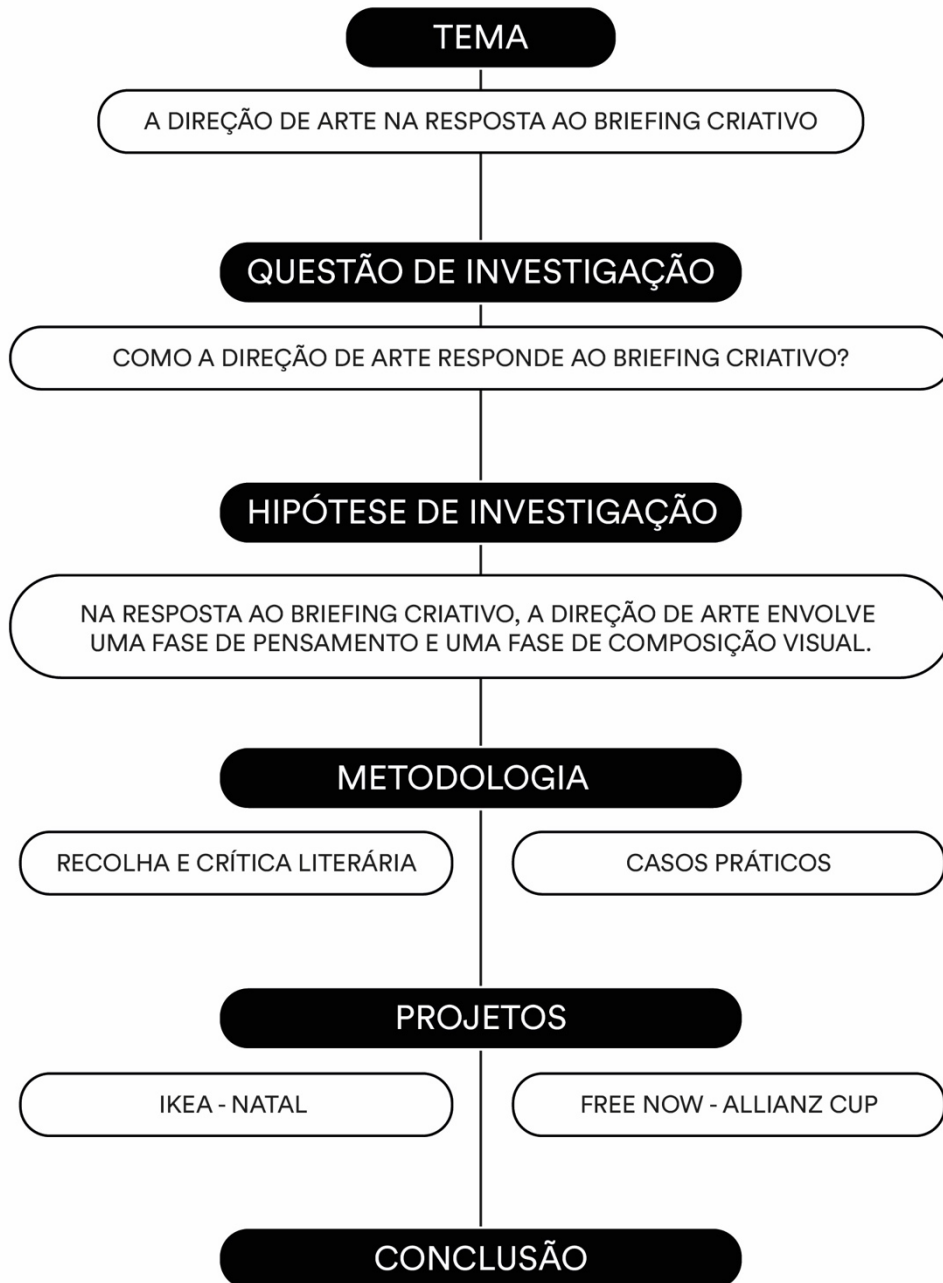 TEMA
A DIREÇÃO DE ARTE NA RESPOSTA AO BRIEFING CRIATIVO
QUESTÃO DE INVESTIGAÇÃO
COMO A DIREÇÃO DE ARTE RESPONDE AO BRIEFING CRIATIVO?
HIPÓTESE DE INVESTIGAÇÃO
NA RESPOSTA AO BRIEFING CRIATIVO, A DIREÇÃO DE ARTE ENVOLVE
UMA FASE DE PENSAMENTO E UMA FASE DE COMPOSIÇÃO VISUAL.
METODOLOGIA
RECOLHA E CRÍTICA LITERÁRIA
CASOS PRÁTICOS
PROJETOS
IKEA - NATAL
FREE NOW - ALLIANZ CUP
CONCLUSÃO